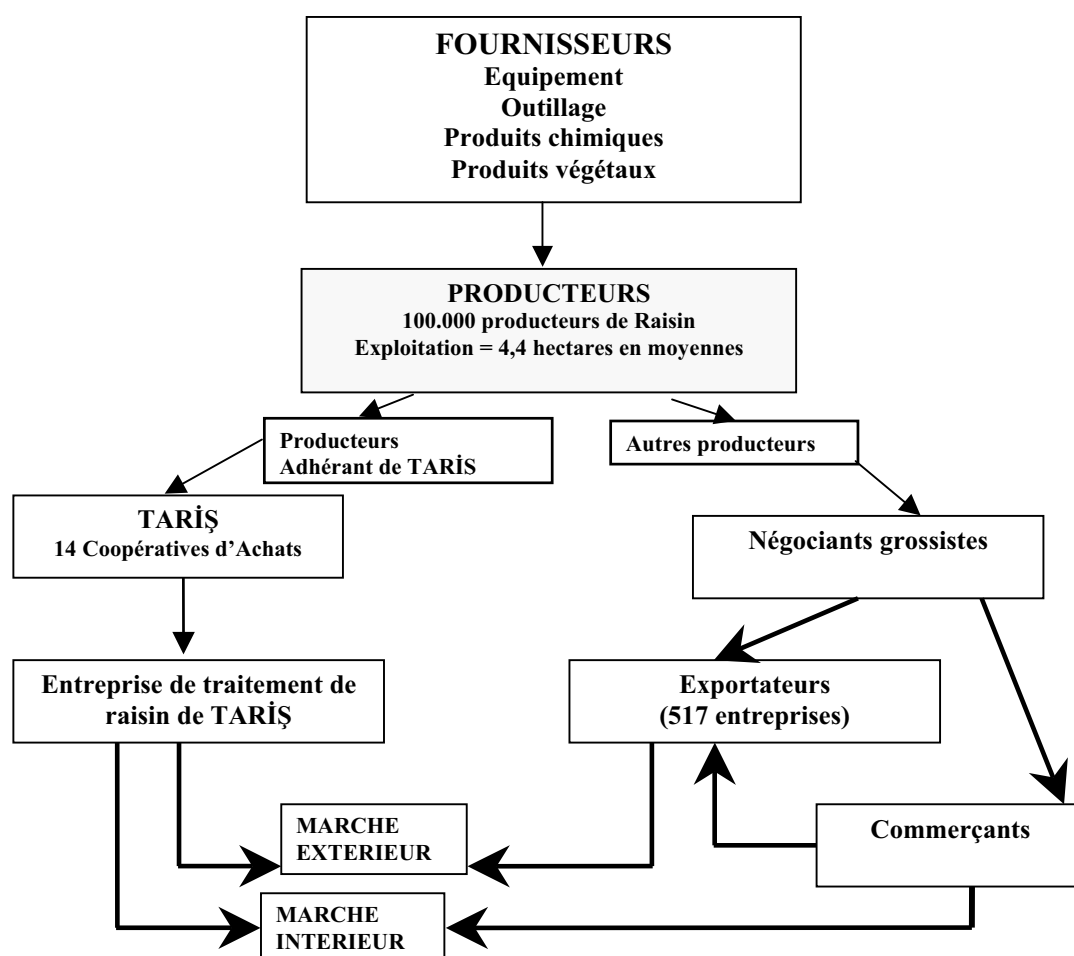 FOURNISSEURS
Equipement
Outillage
Produits chimiques
Produits végétaux
PRODUCTEURS
100.000 producteurs de Raisin
Exploitation = 4,4 hectares en moyennes
Producteurs
Adhérant de TARİS
Autres producteurs
TARİŞ
14 Coopératives d’Achats
Négociants grossistes
Entreprise de traitement de
raisin de TARİŞ
Exportateurs
(517 entreprises)
Commerçants
MARCHE
EXTERIEUR
MARCHE
INTERIEUR